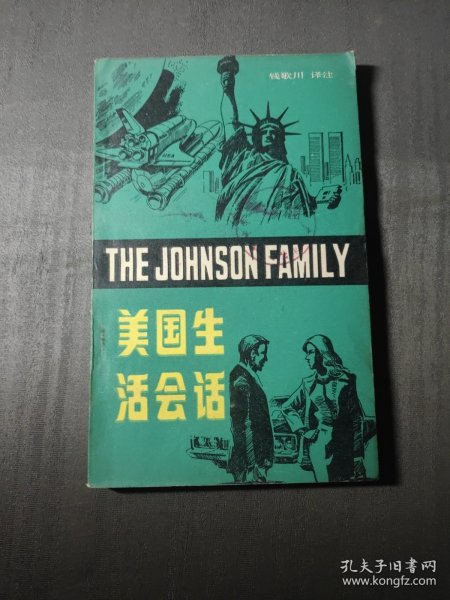 钱歌川 译注
USA
THE JOHNSON FAMILY
美国生
活会话
孔夫子旧书网
www.kongfz.com